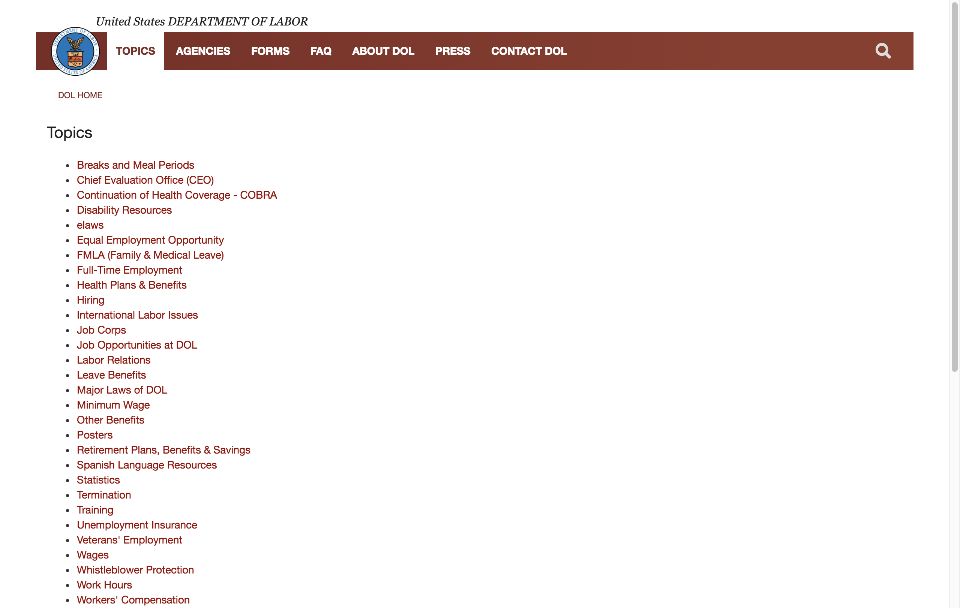 United States DEPARTMENT OF LABOR
TOPICS AGENCIES FORMS FAQ ABOUT DOL PRESS CONTACT DOL
DOL HOME
Topics
Breaks and Meal Periods
Chief Evaluation Office (CEO)
Continuation of Health Coverage - COBRA
Disability Resources
elaws
Equal Employment Opportunity
FMLA (Family & Medical Leave)
Full-Time Employment
Health Plans & Benefits
Hiring
International Labor Issues
Job Corps
Job Opportunities at DOL
Labor Relations
Leave Benefits
Major Laws of DOL
Minimum Wage
Other Benefits
Posters
Retirement Plans, Benefits & Savings
Spanish Language Resources
Statistics
Termination
Training
Unemployment Insurance
Veterans' Employment
Wages
Whistleblower Protection
Work Hours
Workers' Compensation